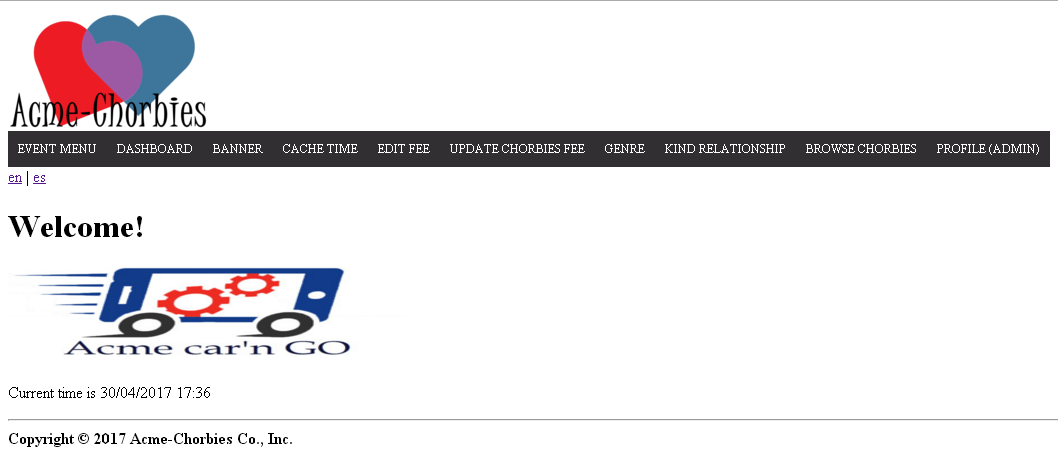 Acme-Chorbies
EVENT MENU DASHBOARD BANNER CACHE TIME EDIT FEE UPDATE CHORBIES FEE GENRE KIND RELATIONSHIP BROWSE CHORBIES PROFILE (ADMIN)
en | es
Welcome!
Acme car'n GO
Current time is 30/04/2017 17:36
Copyright © 2017 Acme-Chorbies Co., Inc.